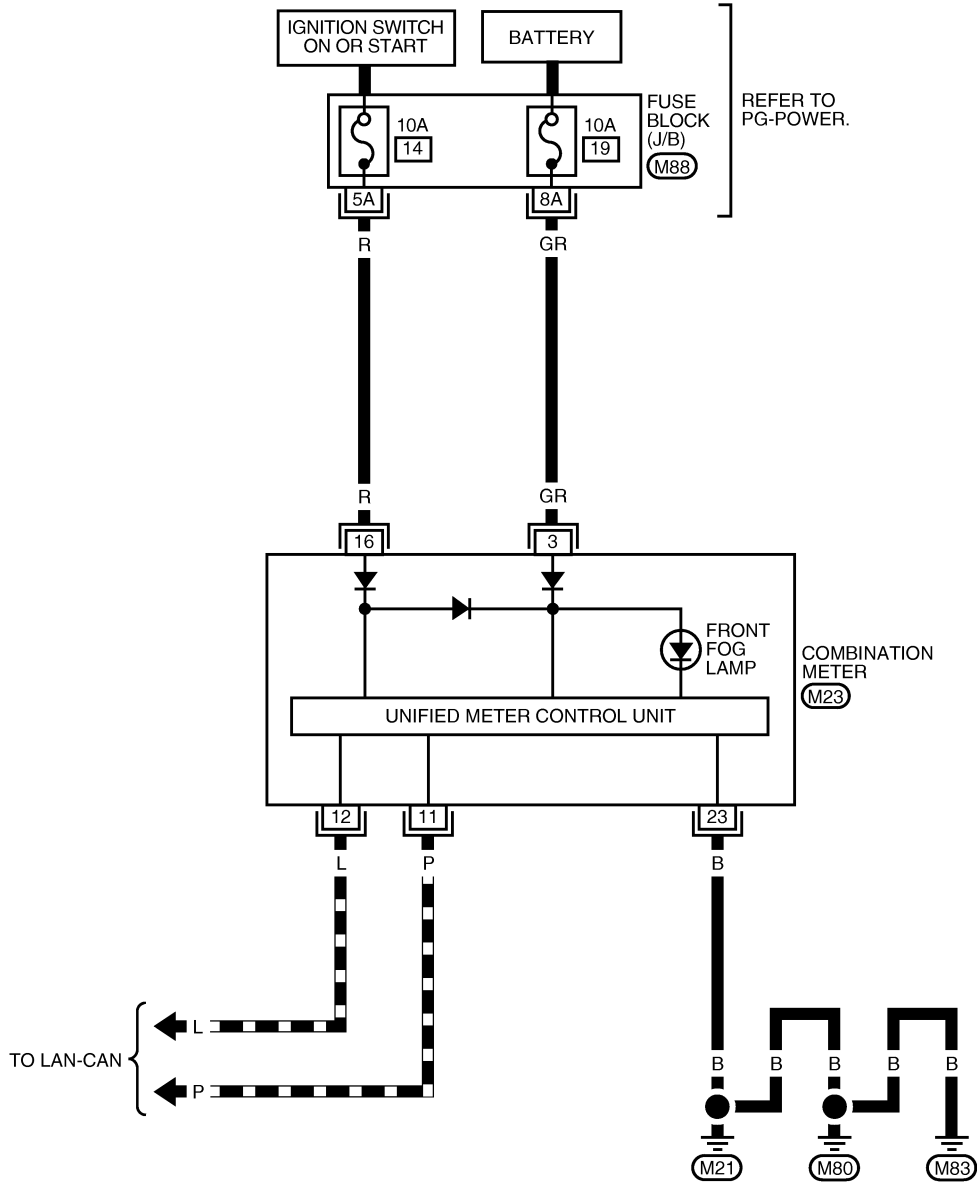 IGNITION SWITCH
ON OR START
BATTERY
FUSE
BLOCK
(J/B)
M88
REFER TO
PG-POWER.
10A
14
10A
19
5A
8A
R
GR
R
GR
16
3
FRONT
FOG
LAMP
COMBINATION
METER
M23
UNIFIED METER CONTROL UNIT
12
11
23
L
P
B
TO LAN-CAN
L
P
B
B
B
B
B
M21
M80
M83